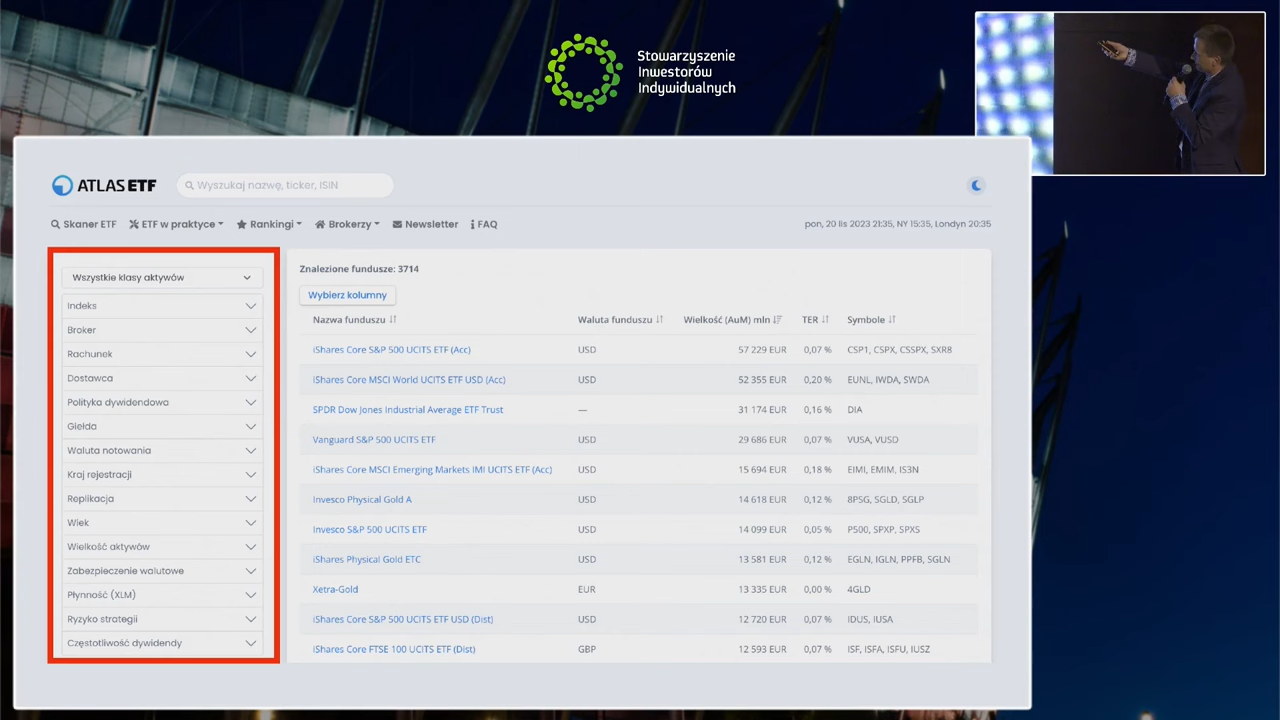 Stowarzyszenie
Inwestorów
Indywidualnych
ATLAS ETF
Wyszukaj nazwę, ticker, ISIN
Skaner ETF ETF w praktyce Rankingi Brokerzy Newsletter FAQ
pon, 20 lis 2023 21:35, NY 15:35, Londyn 20:35
Wszystkie klasy aktywów
Indeks
Broker
Rachunek
Dostawca
Polityka dywidendowa
Giełda
Waluta notowania
Kraj rejestracji
Replikacja
Wiek
Wielkość aktywów
Zabezpieczenie walutowe
Płynność (XLM)
Ryzyko strategii
Częstotliwość dywidendy
Znalezione fundusze: 3714
Wybierz kolumny
Nazwa funduszu Waluta funduszu Wielkość (AuM) mln TER Symbole
iShares Core S&P 500 UCITS ETF (Acc) USD 57 229 EUR 0,07 % CSP1, CSPX, CSSPX, SXR8
iShares Core MSCI World UCITS ETF USD (Acc) USD 52 355 EUR 0,20 % EUNL, IWDA, SWDA
SPDR Dow Jones Industrial Average ETF Trust — 31 174 EUR 0,16 % DIA
Vanguard S&P 500 UCITS ETF USD 29 686 EUR 0,07 % VUSA, VUSD
iShares Core MSCI Emerging Markets IMI UCITS ETF (Acc) USD 15 694 EUR 0,18 % EIMI, EMIM, IS3N
Invesco Physical Gold A USD 14 618 EUR 0,12 % 8PSG, SGLD, SGLP
Invesco S&P 500 UCITS ETF USD 14 099 EUR 0,05 % P500, SPXP, SPXS
iShares Physical Gold ETC USD 13 581 EUR 0,12 % EGLN, IGLN, PPFB, SGLN
Xetra-Gold EUR 13 335 EUR 0,00 % 4GLD
iShares Core S&P 500 UCITS ETF USD (Dist) USD 12 720 EUR 0,07 % IDUS, IUSA
iShares Core FTSE 100 UCITS ETF (Dist) GBP 12 593 EUR 0,07 % ISF, ISFA, ISFU, IUSZ